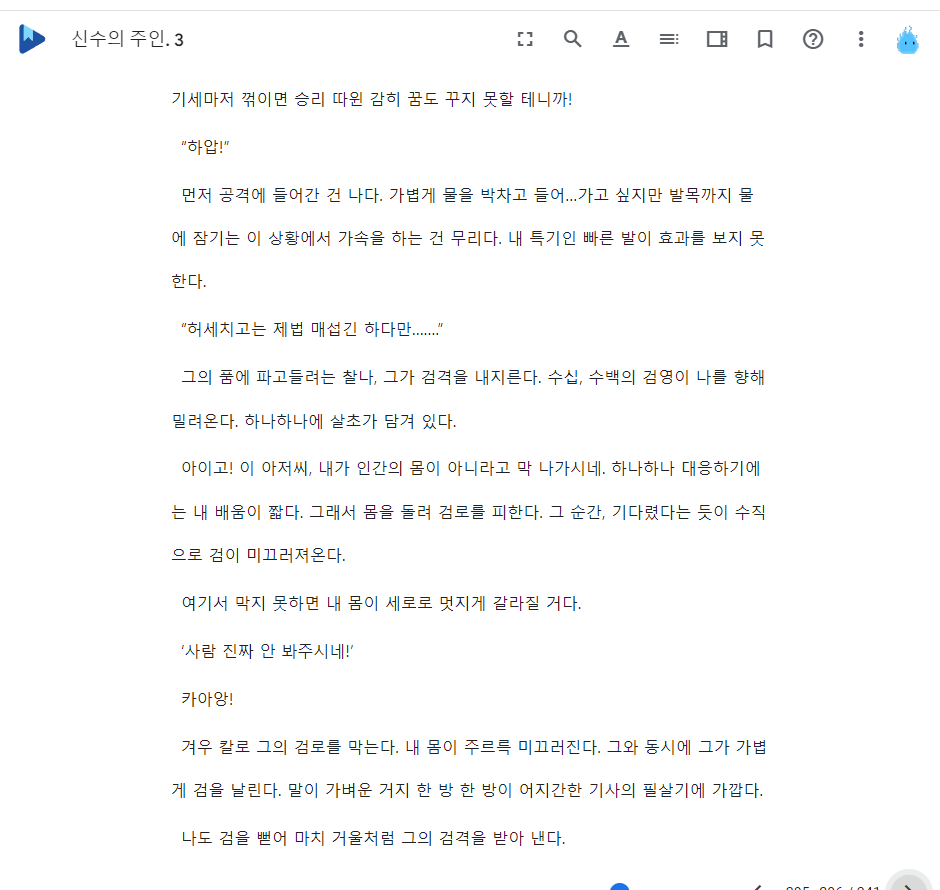 신수의 주인. 3
기세마저 꺾이면 승리 따윈 감히 꿈도 꾸지 못할 테니까!
“하압!”
먼저 공격에 들어간 건 나다. 가볍게 물을 박차고 들어…가고 싶지만 발목까지 물
에 잠기는 이 상황에서 가속을 하는 건 무리다. 내 특기인 빠른 발이 효과를 보지 못
한다.
“허세치고는 제법 매섭긴 하다만…….”
그의 품에 파고들려는 찰나, 그가 검격을 내지른다. 수십, 수백의 검영이 나를 향해
밀려온다. 하나하나에 살초가 담겨 있다.
아이고! 이 아저씨, 내가 인간의 몸이 아니라고 막 나가시네. 하나하나 대응하기에
는 내 배움이 짧다. 그래서 몸을 돌려 검로를 피한다. 그 순간, 기다렸다는 듯이 수직
으로 검이 미끄러져온다.
여기서 막지 못하면 내 몸이 세로로 멋지게 갈라질 거다.
‘사람 진짜 안 봐주시네!’
카아앙!
겨우 칼로 그의 검로를 막는다. 내 몸이 주르륵 미끄러진다. 그와 동시에 그가 가볍
게 검을 날린다. 말이 가벼운 거지 한 방 한 방이 어지간한 기사의 필살기에 가깝다.
나도 검을 뻗어 마치 거울처럼 그의 검격을 받아 낸다.